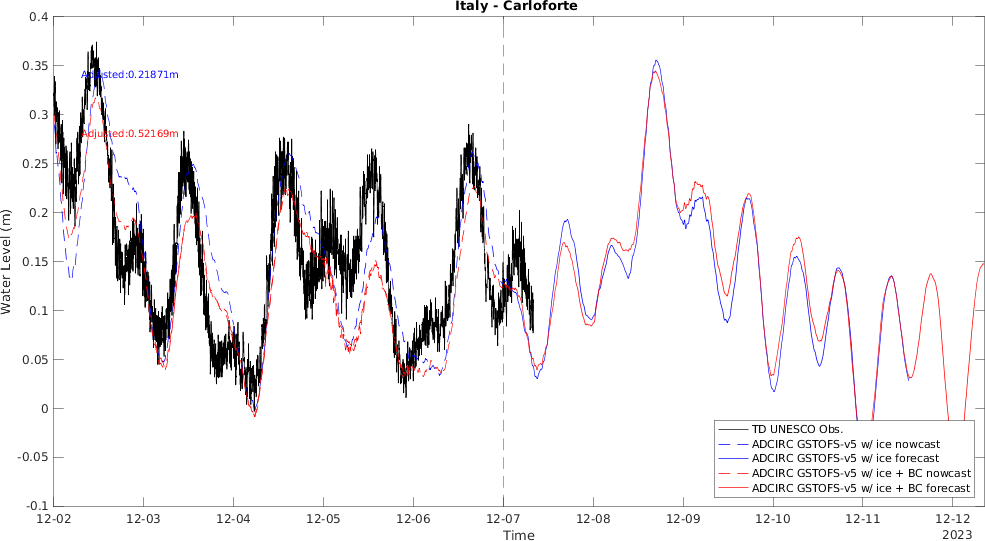 Italy - Carloforte
0.4
0.35
0.3
0.25
0.2
0.15
0.1
0.05
0
-0.05
-0.1
Water Level (m)
Adjusted:0.21871m
Adjusted:0.52169m
TD UNESCO Obs.
ADCIRC GSTOFS-v5 w/ ice nowcast
ADCIRC GSTOFS-v5 w/ ice forecast
ADCIRC GSTOFS-v5 w/ ice + BC nowcast
ADCIRC GSTOFS-v5 w/ ice + BC forecast
12-02 12-03 12-04 12-05 12-06 12-07 12-08 12-09 12-10 12-11 12-12
Time
2023